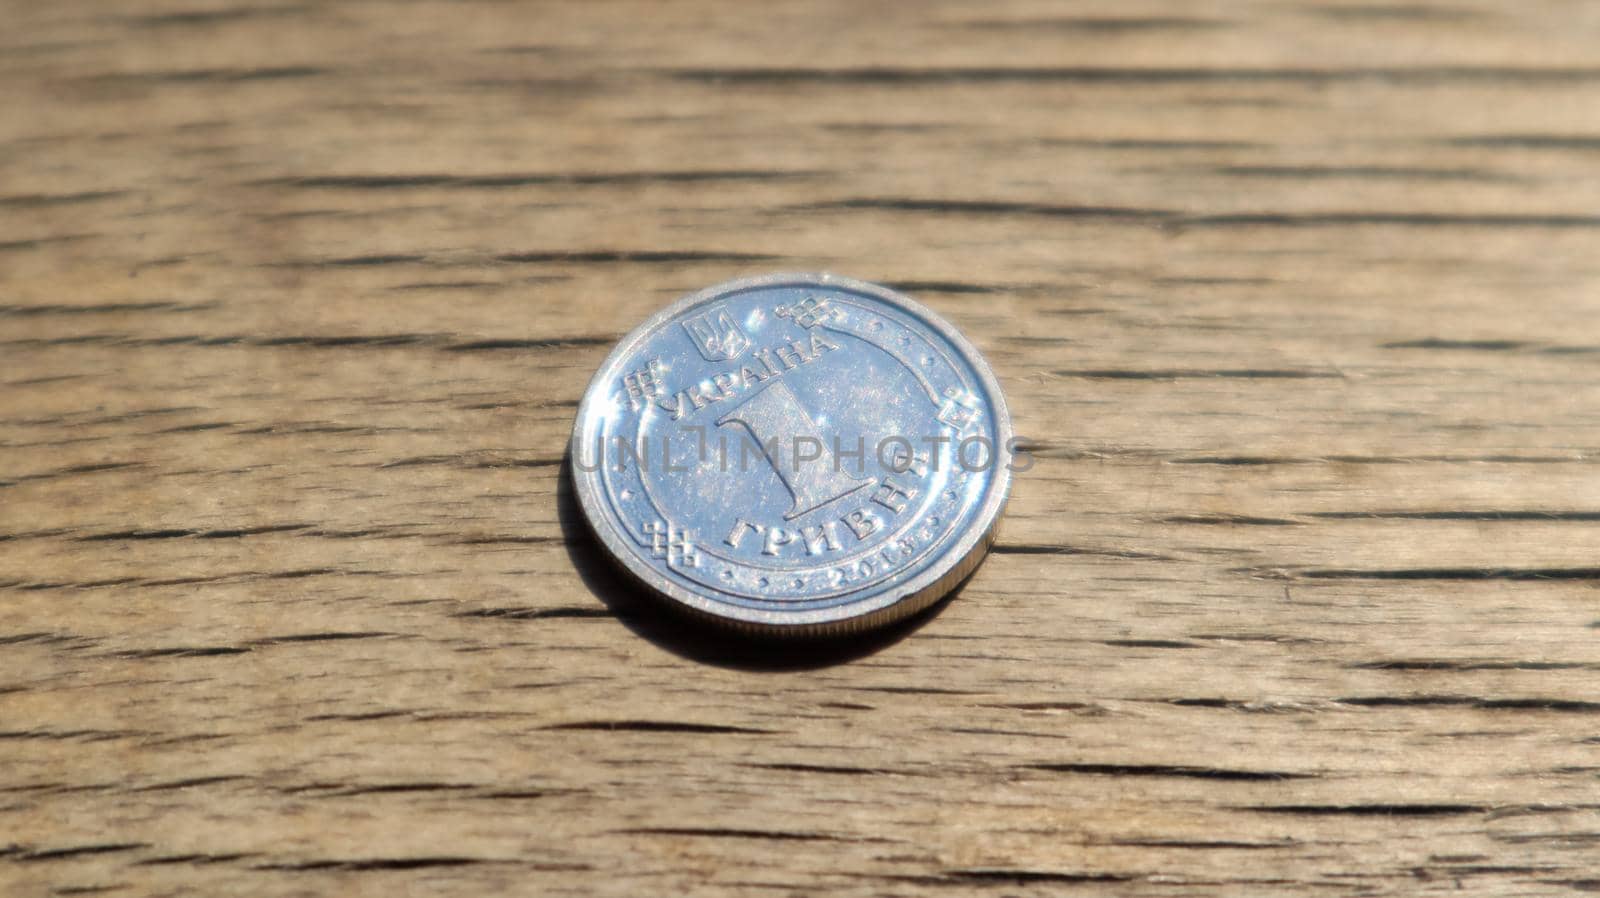 УКРАЇНА
1
ГРИВНЯ
2018
UNLIMPHOTOS